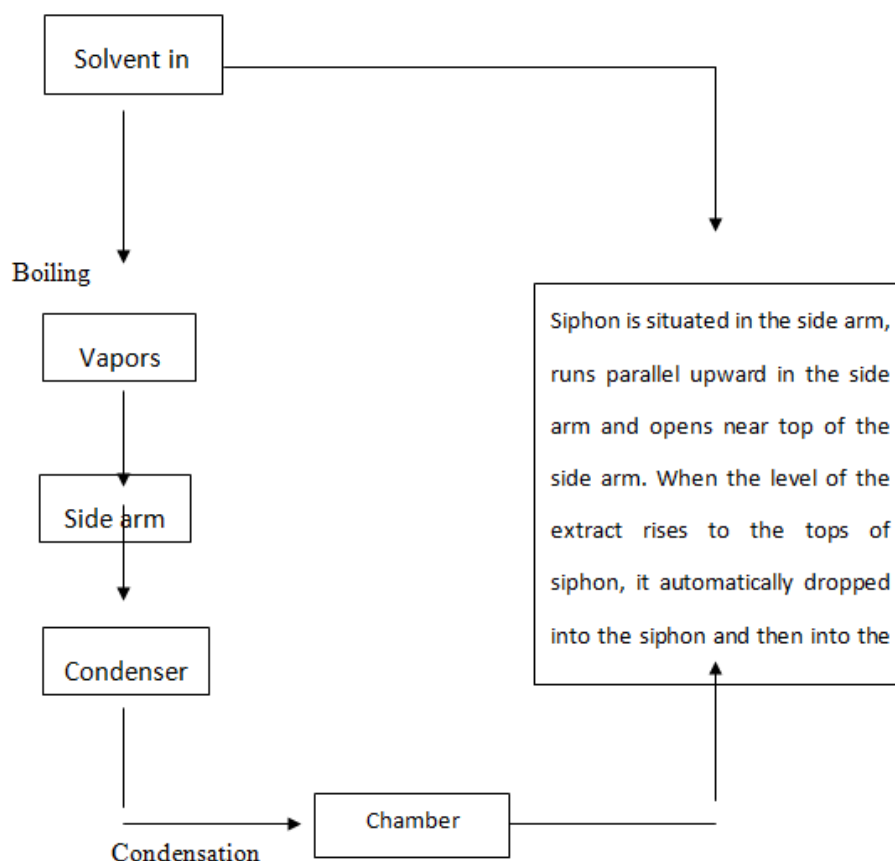 Solvent in
Boiling
Vapors
Side arm
Condenser
Condensation
Chamber
Siphon is situated in the side arm,
runs parallel upward in the side
arm and opens near top of the
side arm. When the level of the
extract rises to the tops of
siphon, it automatically dropped
into the siphon and then into the